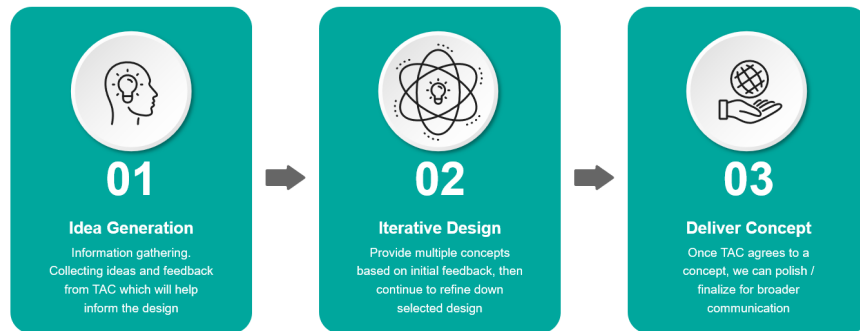 01
Idea Generation
Information gathering.
Collecting ideas and feedback
from TAC which will help
inform the design
02
Iterative Design
Provide multiple concepts
based on initial feedback, then
continue to refine down
selected design
03
Deliver Concept
Once TAC agrees to a
concept, we can polish /
finalize for broader
communication